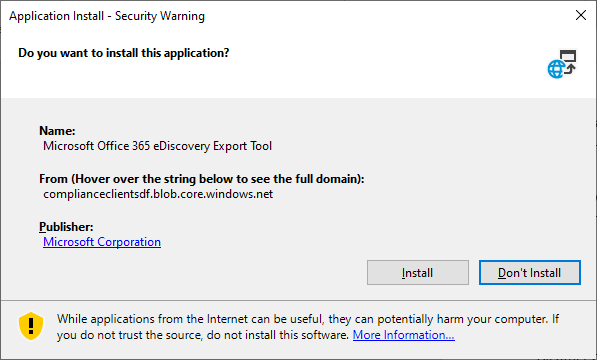 Application Install - Security Warning
Do you want to install this application?
Name:
Microsoft Office 365 eDiscovery Export Tool
From (Hover over the string below to see the full domain):
complianceclientsdf.blob.core.windows.net
Publisher:
Microsoft Corporation
Install
Don't Install
While applications from the Internet can be useful, they can potentially harm your computer. If
you do not trust the source, do not install this software. More Information...